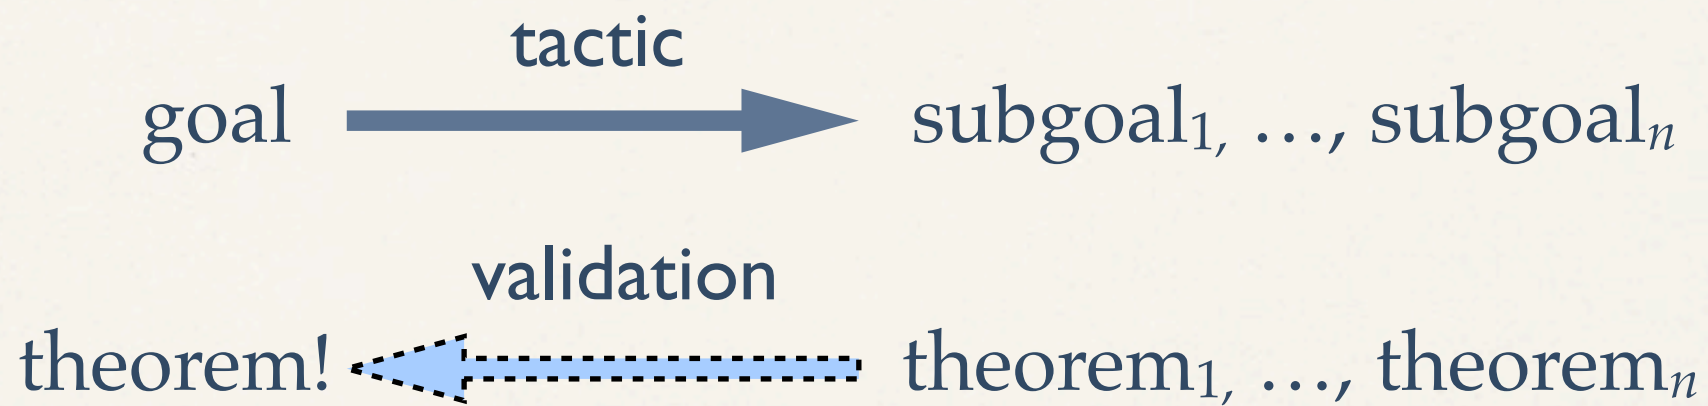 tactic
goal subgoal₁, …, subgoalₙ
validation
theorem! theorem₁, …, theoremₙ